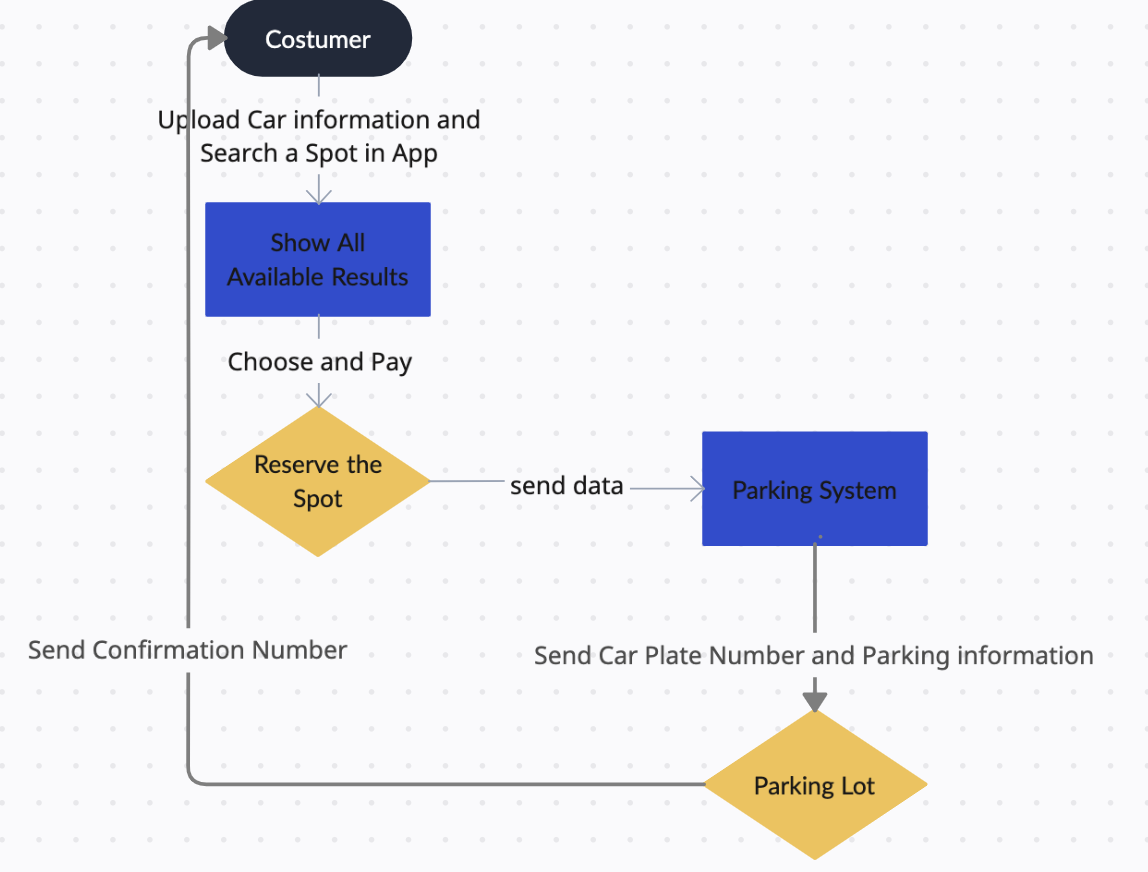 Costumer
Upload Car information and
Search a Spot in App
Show All
Available Results
Choose and Pay
Reserve the
Spot
send data
Parking System
Send Confirmation Number
Send Car Plate Number and Parking information
Parking Lot